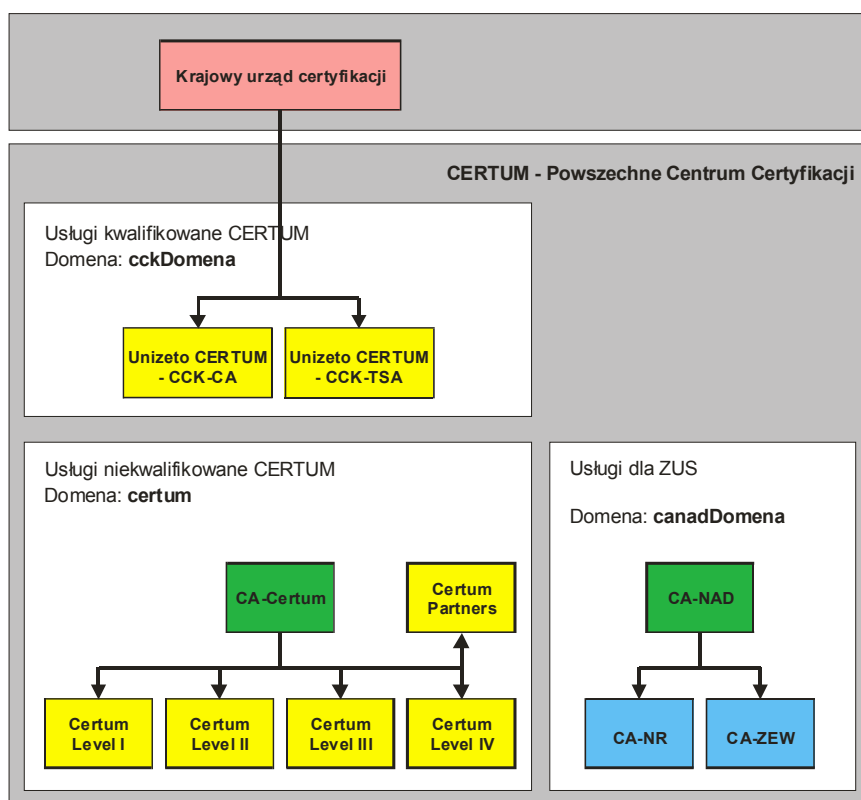 Krajowy urząd certyfikacji
CERTUM - Powszechne Centrum Certyfikacji
Usługi kwalifikowane CERTUM
Domena: cckDomena
Unizeto CERTUM
- CCK-CA
Unizeto CERTUM
- CCK-TSA
Usługi niekwalifikowane CERTUM
Domena: certum
CA-Certum
Certum
Partners
Certum
Level I
Certum
Level II
Certum
Level III
Certum
Level IV
Usługi dla ZUS
Domena: canadDomena
CA-NAD
CA-NR
CA-ZEW